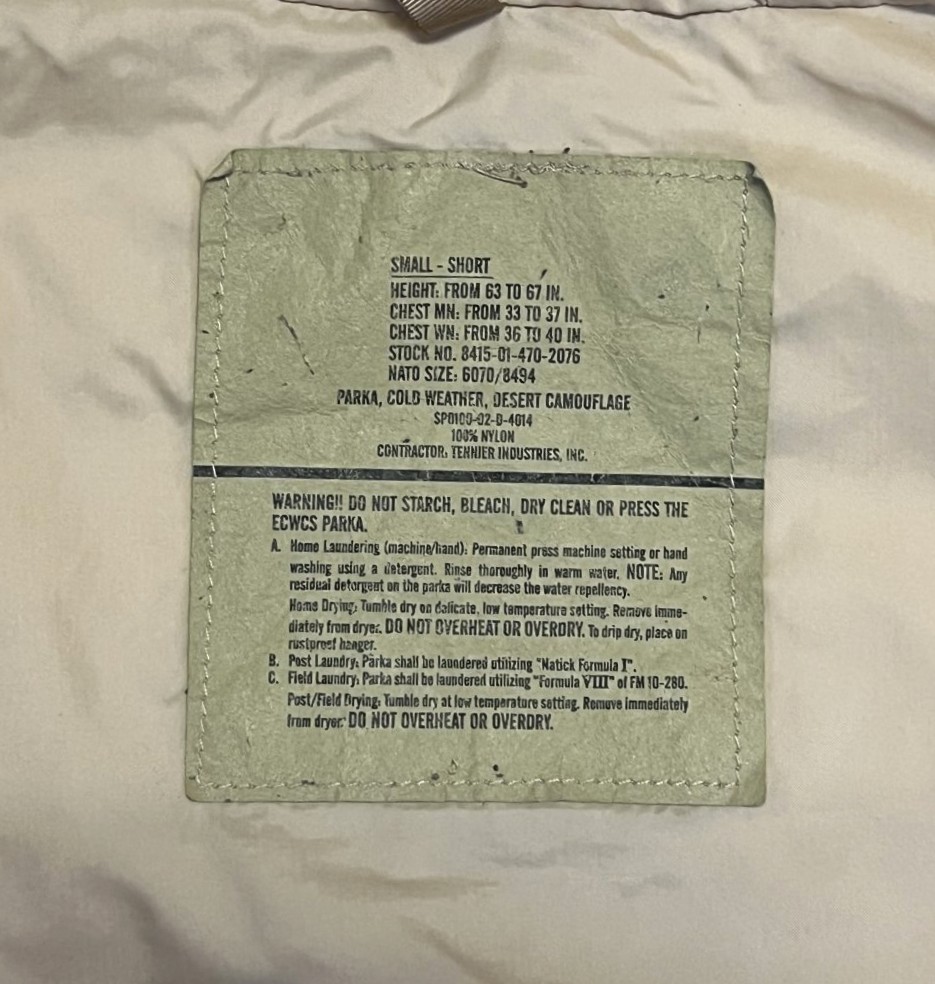 SMALL - SHORT
HEIGHT: FROM 63 TO 67 IN.
CHEST MN: FROM 33 TO 37 IN.
CHEST WN: FROM 36 TO 40 IN.
STOCK NO. 8415-01-470-2076
NATO SIZE: 6070/8494
PARKA, COLD WEATHER, DESERT CAMOUFLAGE
SP0100-02-D-4014
100% NYLON
CONTRACTOR: TENNIER INDUSTRIES, INC.
WARNING!! DO NOT STARCH, BLEACH, DRY CLEAN OR PRESS THE
ECWCS PARKA.
A. Home Laundering (machine/hand): Permanent press machine setting or hand
washing using a detergent. Rinse thoroughly in warm water. NOTE: Any
residual detergent on the parka will decrease the water repellency.
Home Drying: Tumble dry on delicate, low temperature setting. Remove imme-
diately from dryer. DO NOT OVERHEAT OR OVERDRY. To drip dry, place on
rustproof hanger.
B. Post Laundry: Parka shall be laundered utilizing "Natick Formula I".
C. Field Laundry: Parka shall be laundered utilizing "Formula VIII" of FM 10-280.
Post/Field Drying: Tumble dry at low temperature setting. Remove immediately
from dryer. DO NOT OVERHEAT OR OVERDRY.